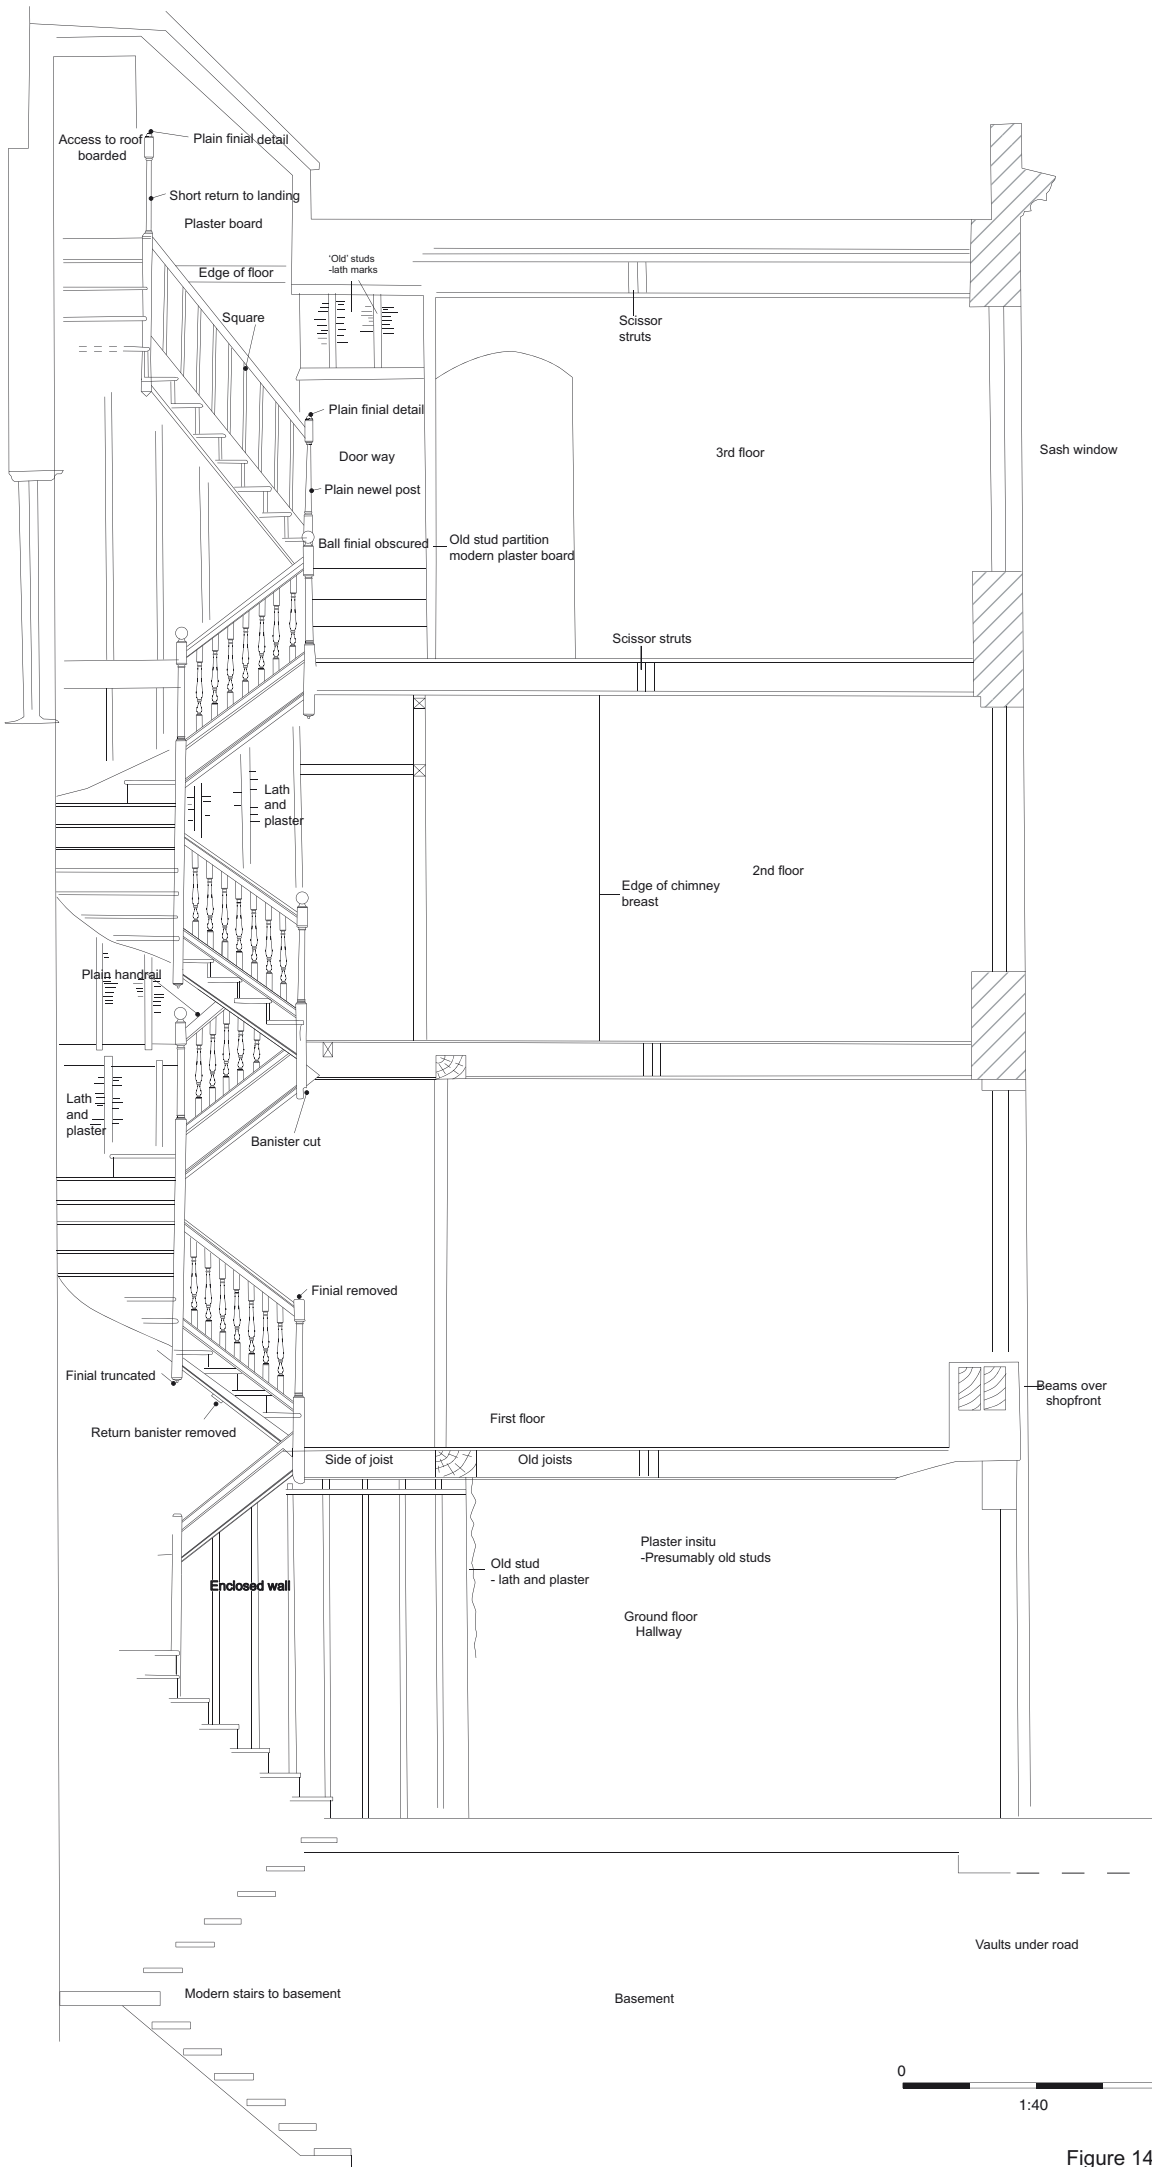 Plain finial detail
Access to roof
boarded
Short return to landing
Plaster board
'Old' studs
-lath marks
Edge of floor
Square
Scissor
struts
Plain finial detail
Door way
3rd floor
Sash window
Plain newel post
Ball finial obscured
Old stud partition
modern plaster board
Scissor struts
Lath
and
plaster
2nd floor
Edge of chimney
breast
Plain handrail
Lath
and
plaster
Banister cut
Finial removed
Finial truncated
Beams over
shopfront
Return banister removed
First floor
Side of joist
Old joists
Plaster insitu
-Presumably old studs
Old stud
- lath and plaster
Enclosed wall
Ground floor
Hallway
Vaults under road
Modern stairs to basement
Basement
0
1:40
Figure 14